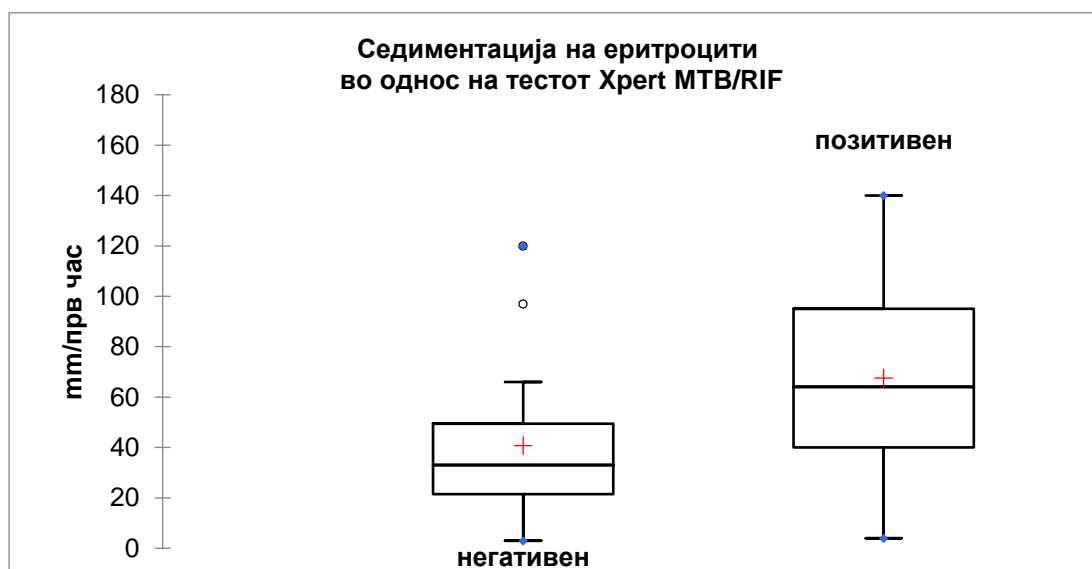 Седиментација на еритроцити
во однос на тестот Xpert MTB/RIF
180
160
140
120
100
80
60
40
20
0
mm/прв час
позитивен
негативен